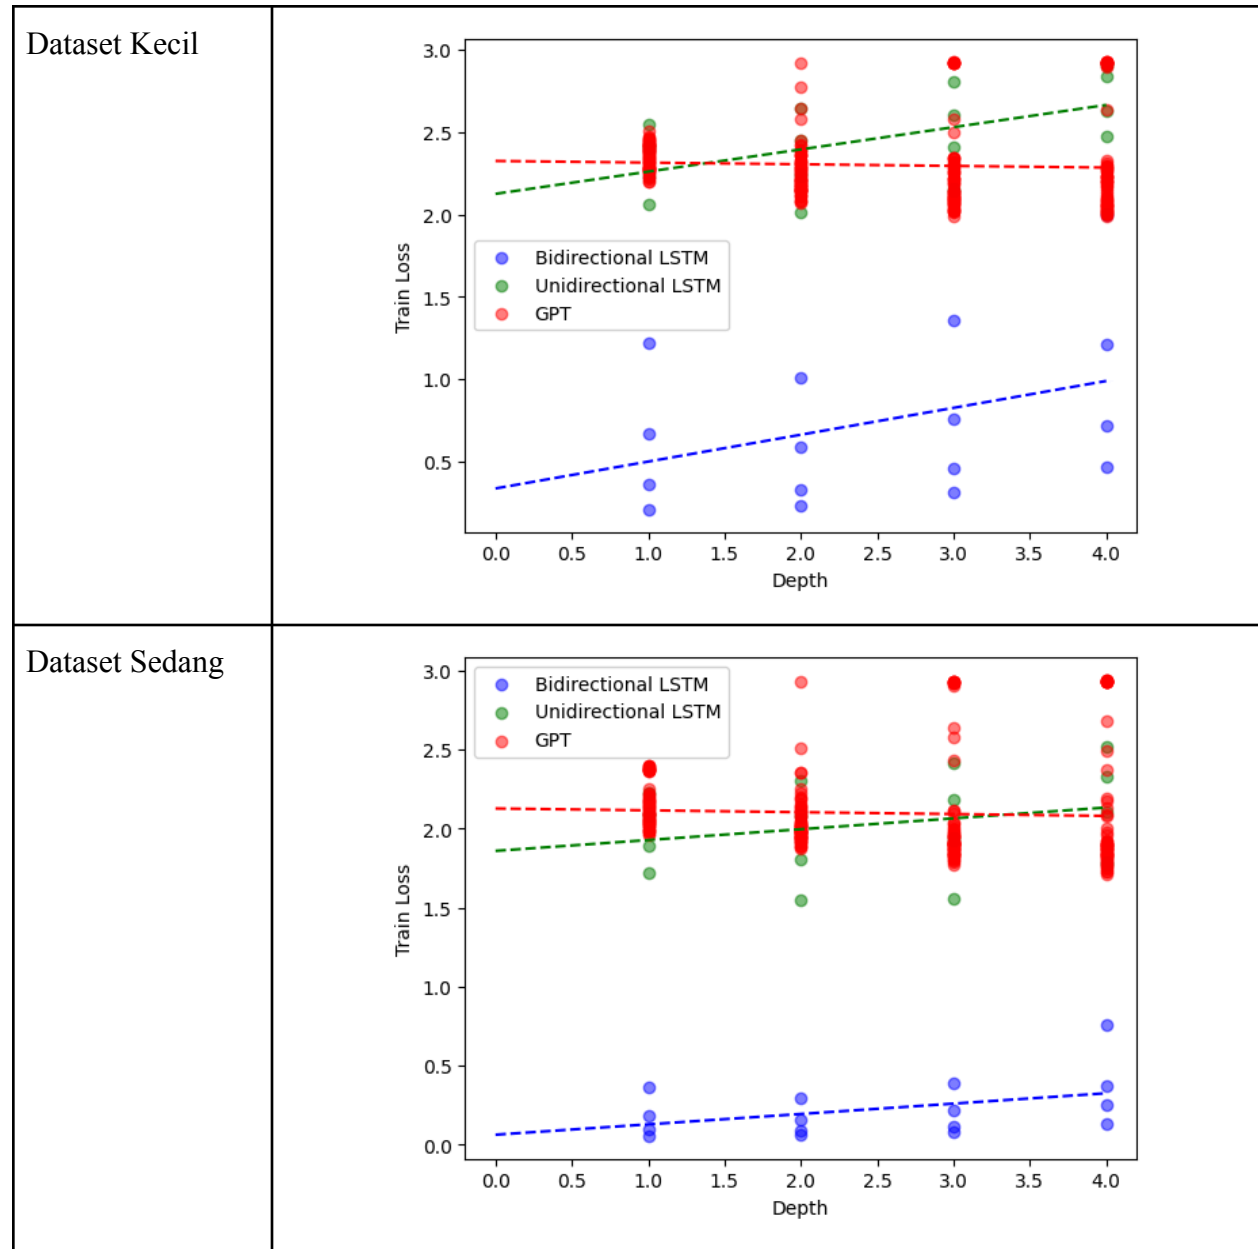 Dataset Kecil
3.0
2.5
2.0
1.5
1.0
0.5
Train Loss
Bidirectional LSTM
Unidirectional LSTM
GPT
0.0 0.5 1.0 1.5 2.0 2.5 3.0 3.5 4.0
Depth
Dataset Sedang
3.0
2.5
2.0
1.5
1.0
0.5
0.0
Train Loss
Bidirectional LSTM
Unidirectional LSTM
GPT
0.0 0.5 1.0 1.5 2.0 2.5 3.0 3.5 4.0
Depth